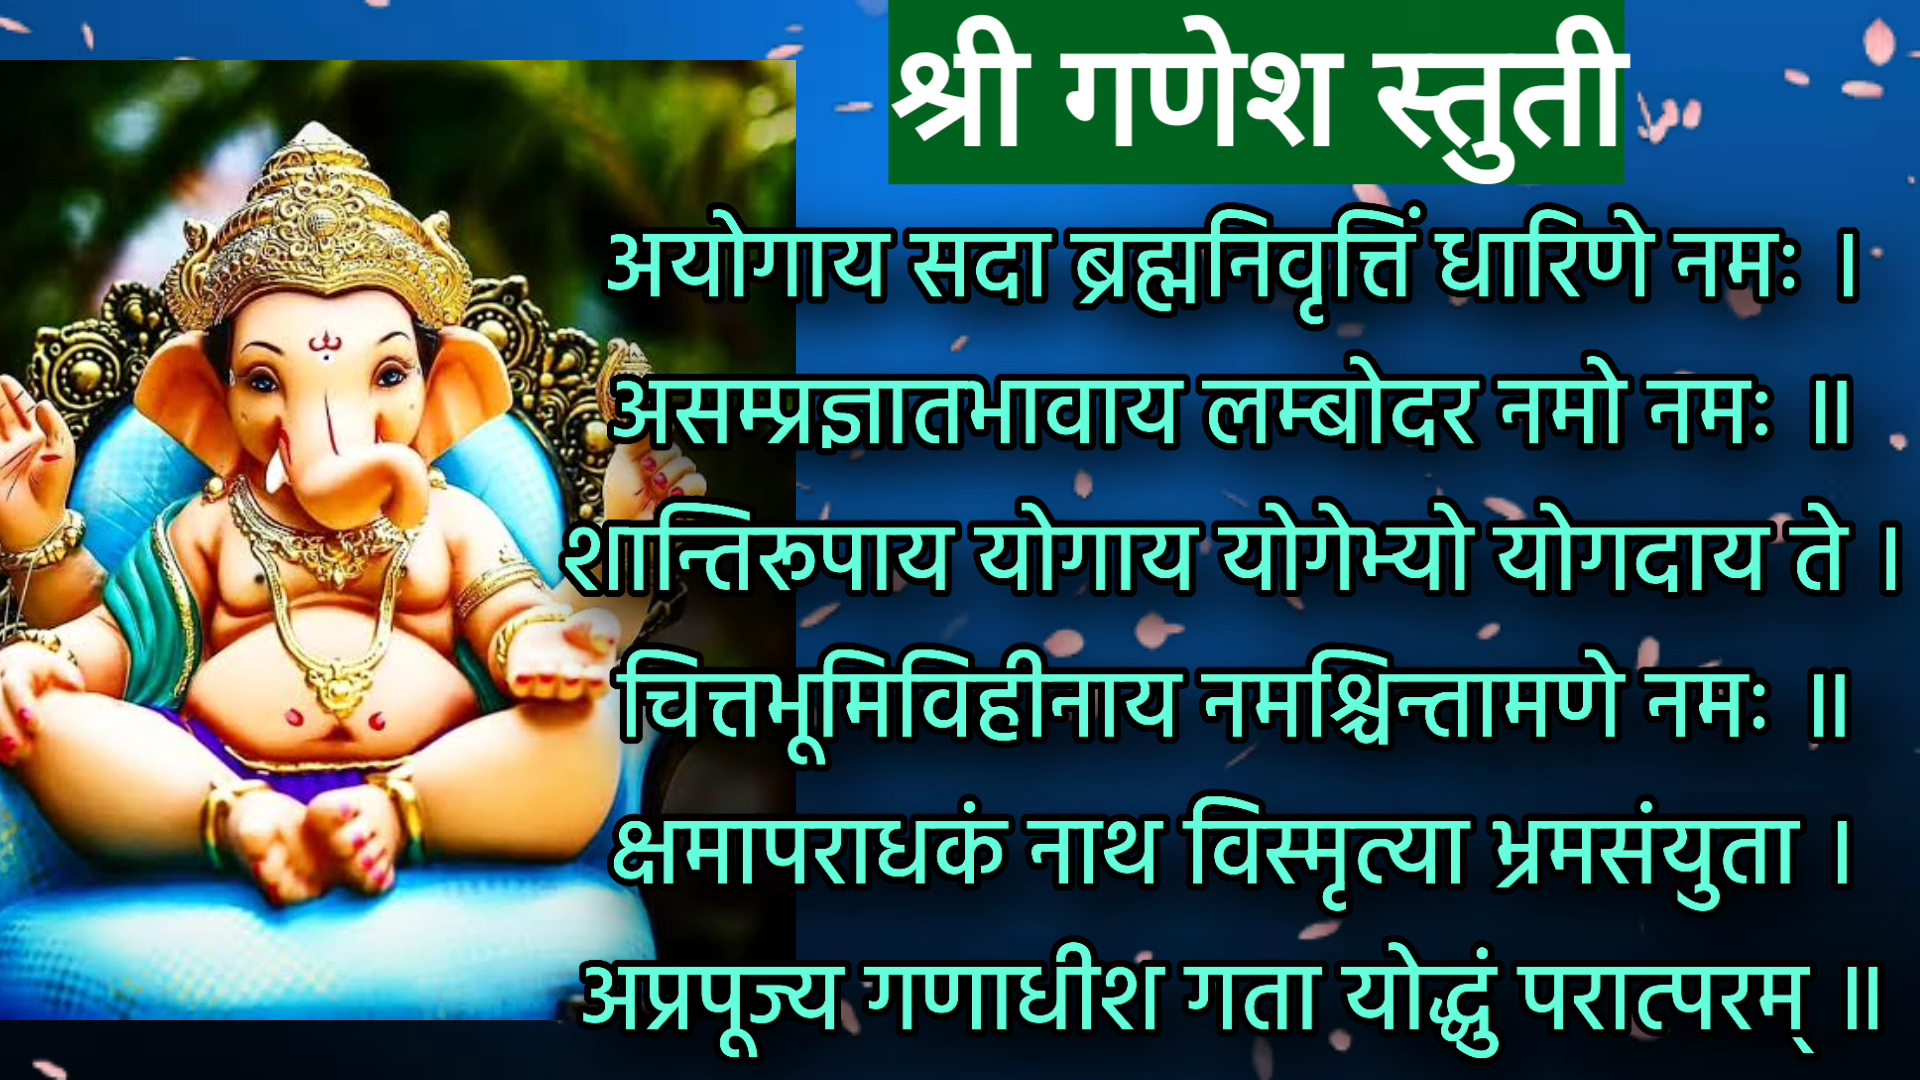 श्री गणेश स्तुती
अयोगाय सदा ब्रह्मनिवृत्तिं धारिणे नमः ।
असम्प्रज्ञातभावाय लम्बोदर नमो नमः ॥
शान्तिरूपाय योगाय योगेभ्यो योगदाय ते ।
चित्तभूमिविहीनाय नमश्चिन्तामणे नमः ॥
क्षमापराधकं नाथ विस्मृत्या भ्रमसंयुता ।
अप्रपूज्य गणाधीश गता योद्धुं परात्परम् ॥